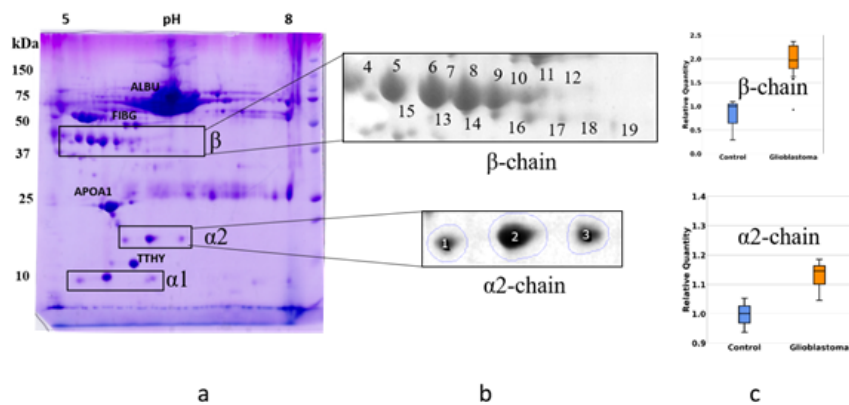 5 pH 8
kDa
150
75
50
37
25
10
ALBU
FIBG
β
APOA1
α2
TTHY
α1
4 5 6 7 8 9 10 11 12
15 13 14 16 17 18 19
β-chain
1 2 3
α2-chain
Relative Quantity
2.5
2.0
1.5
1.0
0.5
0.0
β-chain
Control Glioblastoma
Relative Quantity
1.4
1.3
1.2
1.1
1.0
0.9
α2-chain
Control Glioblastoma
a b c